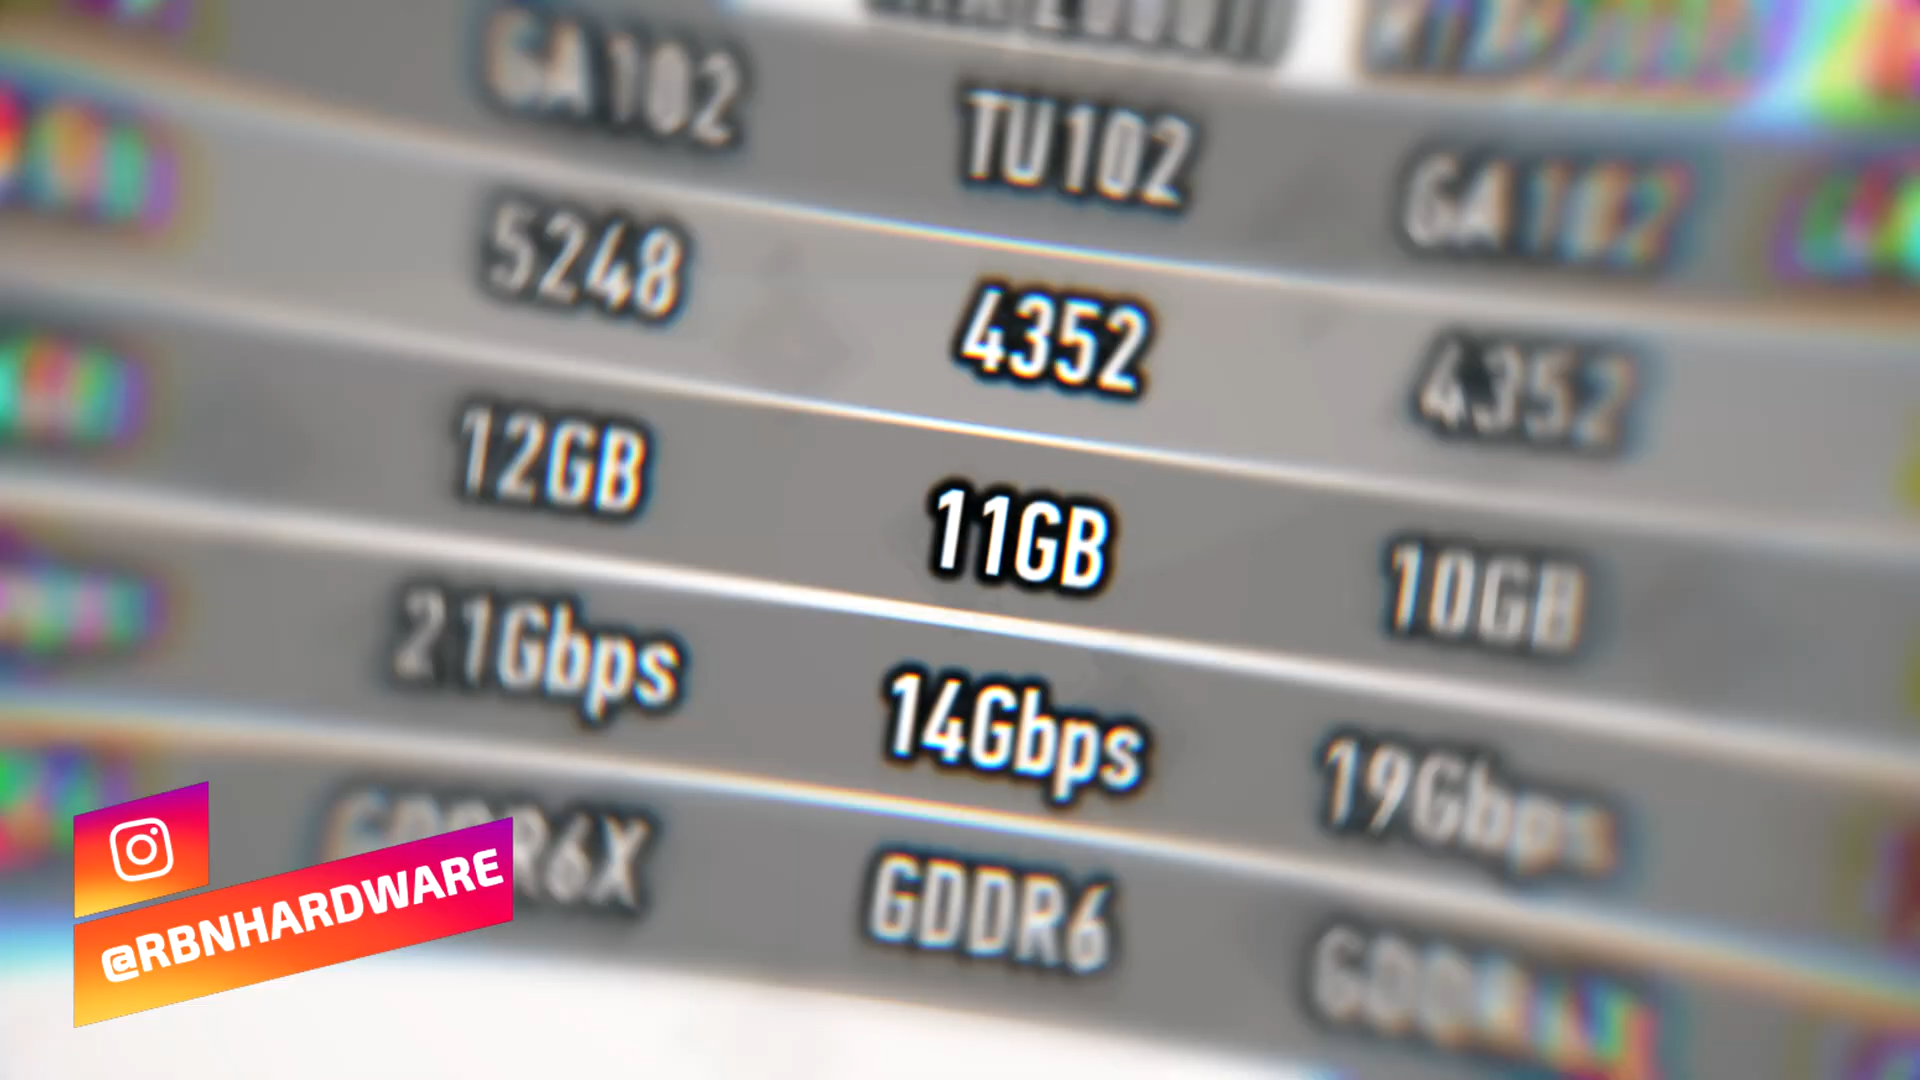 GA102 TU102 GA102
5248 4352 4352
12GB 11GB 10GB
21Gbps 14Gbps 19Gbps
GDDR6X GDDR6
@RBNHARDWARE